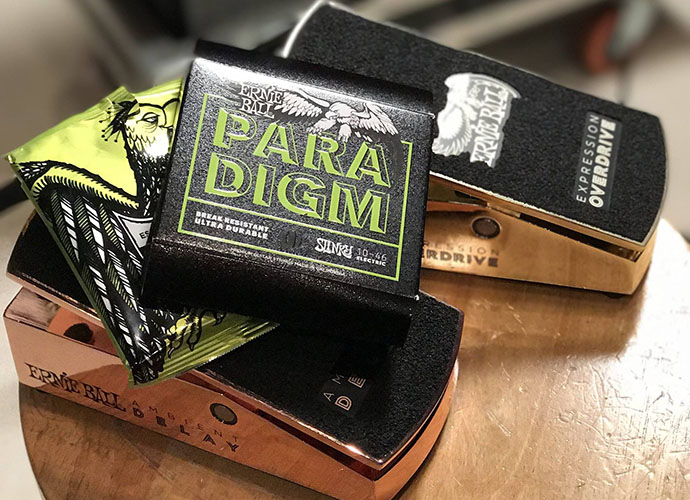 ERNIE
BALL
PARA
DIGM
BREAK RESISTANT
ULTRA DURABLE
SLINKY
10-46
ELECTRIC
ERNIE BALL
EXPRESSION
OVERDRIVE
EXPRESSION
OVERDRIVE
ERNIE BALL
AMBIENT
DELAY